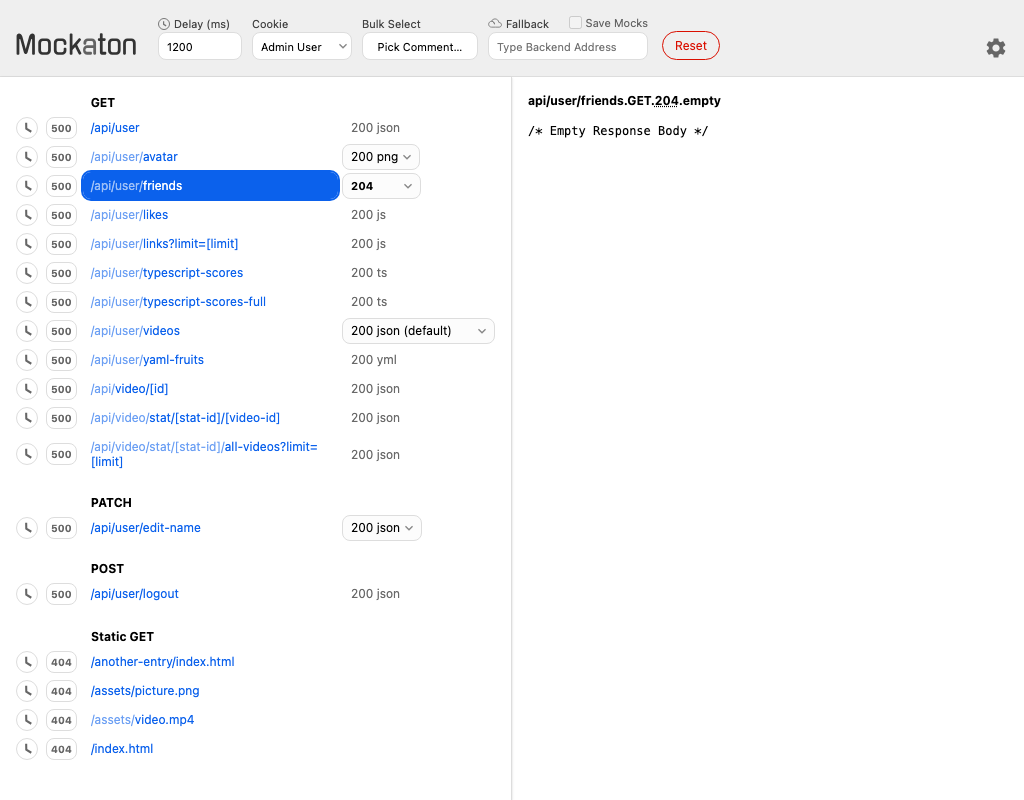 Mockaton
Delay (ms)
1200
Cookie
Admin User
Bulk Select
Pick Comment...
Fallback
Save Mocks
Type Backend Address
Reset
GET
500 /api/user 200 json
500 /api/user/avatar 200 png
500 /api/user/friends 204
500 /api/user/likes 200 js
500 /api/user/links?limit=[limit] 200 js
500 /api/user/typescript-scores 200 ts
500 /api/user/typescript-scores-full 200 ts
500 /api/user/videos 200 json (default)
500 /api/user/yaml-fruits 200 yml
500 /api/video/[id] 200 json
500 /api/video/stat/[stat-id]/[video-id] 200 json
500 /api/video/stat/[stat-id]/all-videos?limit= 200 json
[limit]
PATCH
500 /api/user/edit-name 200 json
POST
500 /api/user/logout 200 json
Static GET
404 /another-entry/index.html
404 /assets/picture.png
404 /assets/video.mp4
404 /index.html
api/user/friends.GET.204.empty
/* Empty Response Body */